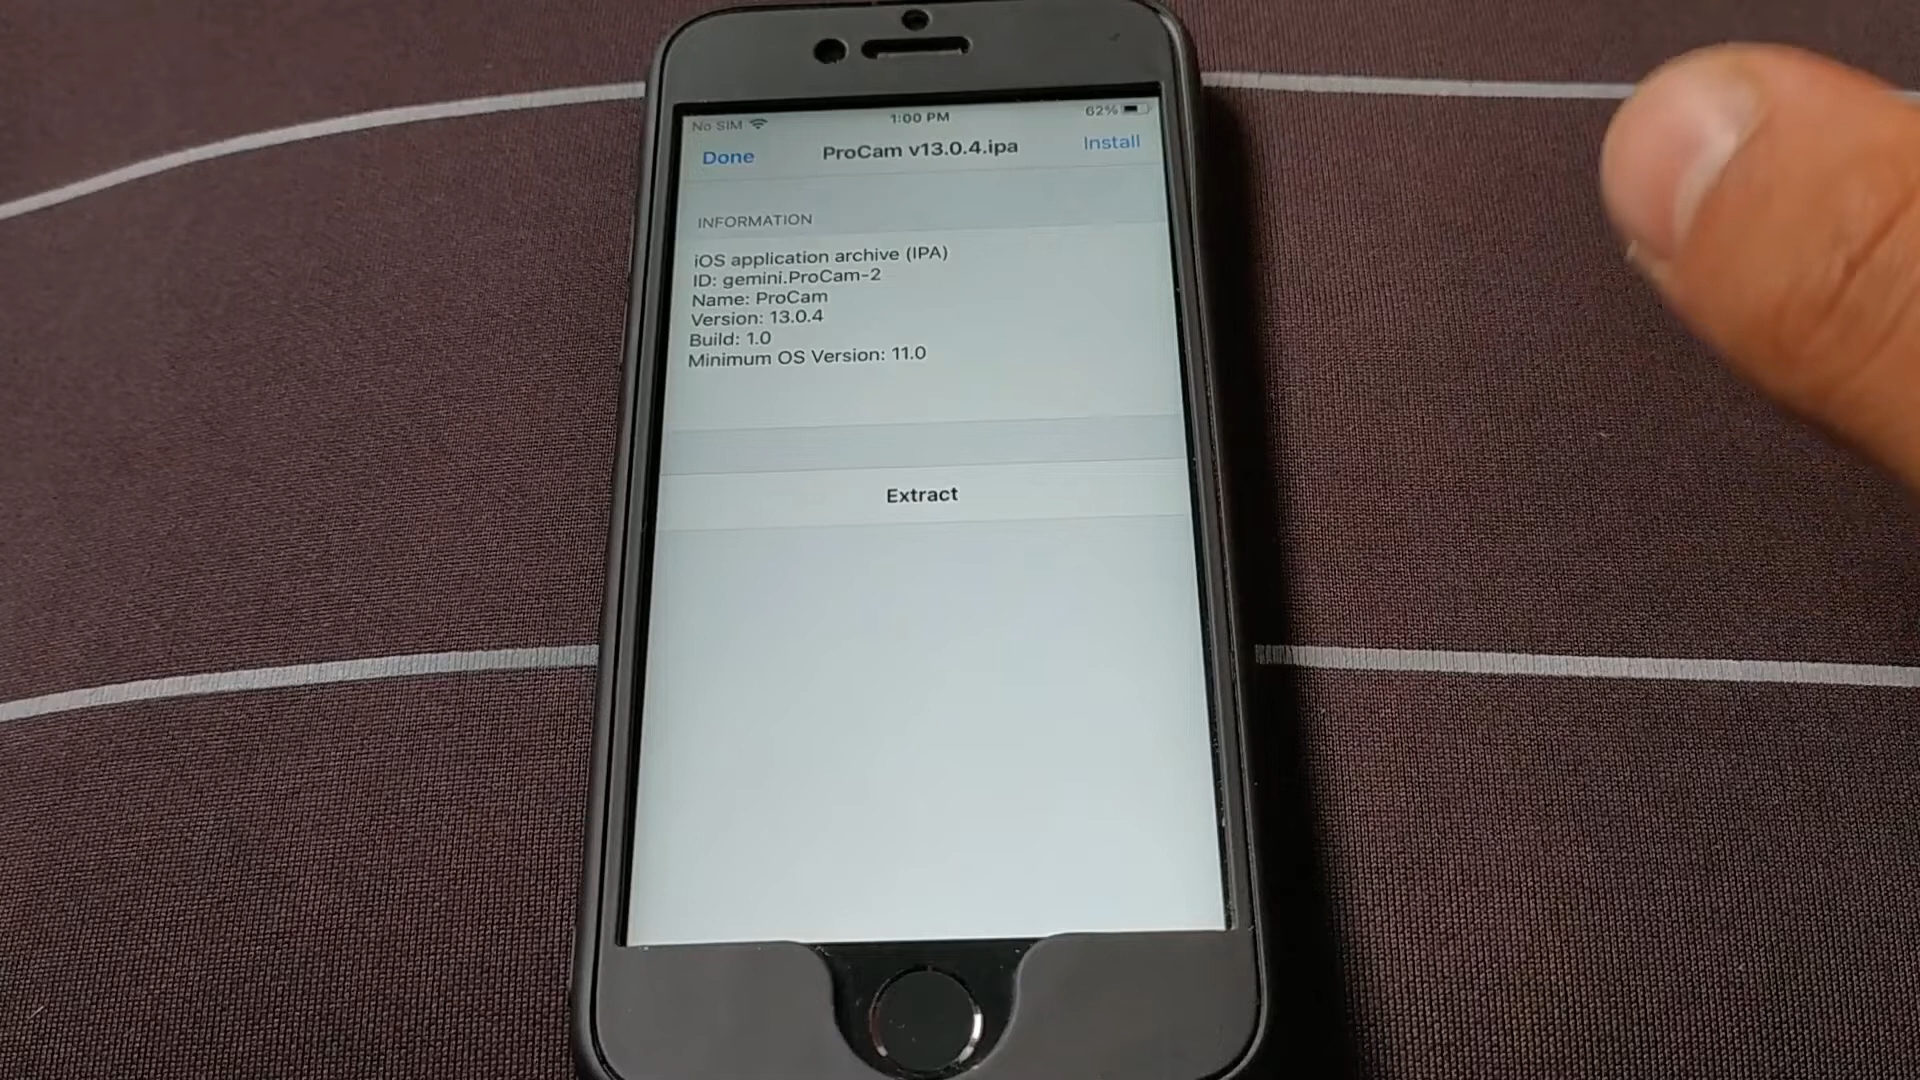 No SIM 1:00 PM 62%
Done ProCam v13.0.4.ipa Install
INFORMATION
iOS application archive (IPA)
ID: gemini.ProCam-2
Name: ProCam
Version: 13.0.4
Build: 1.0
Minimum OS Version: 11.0
Extract